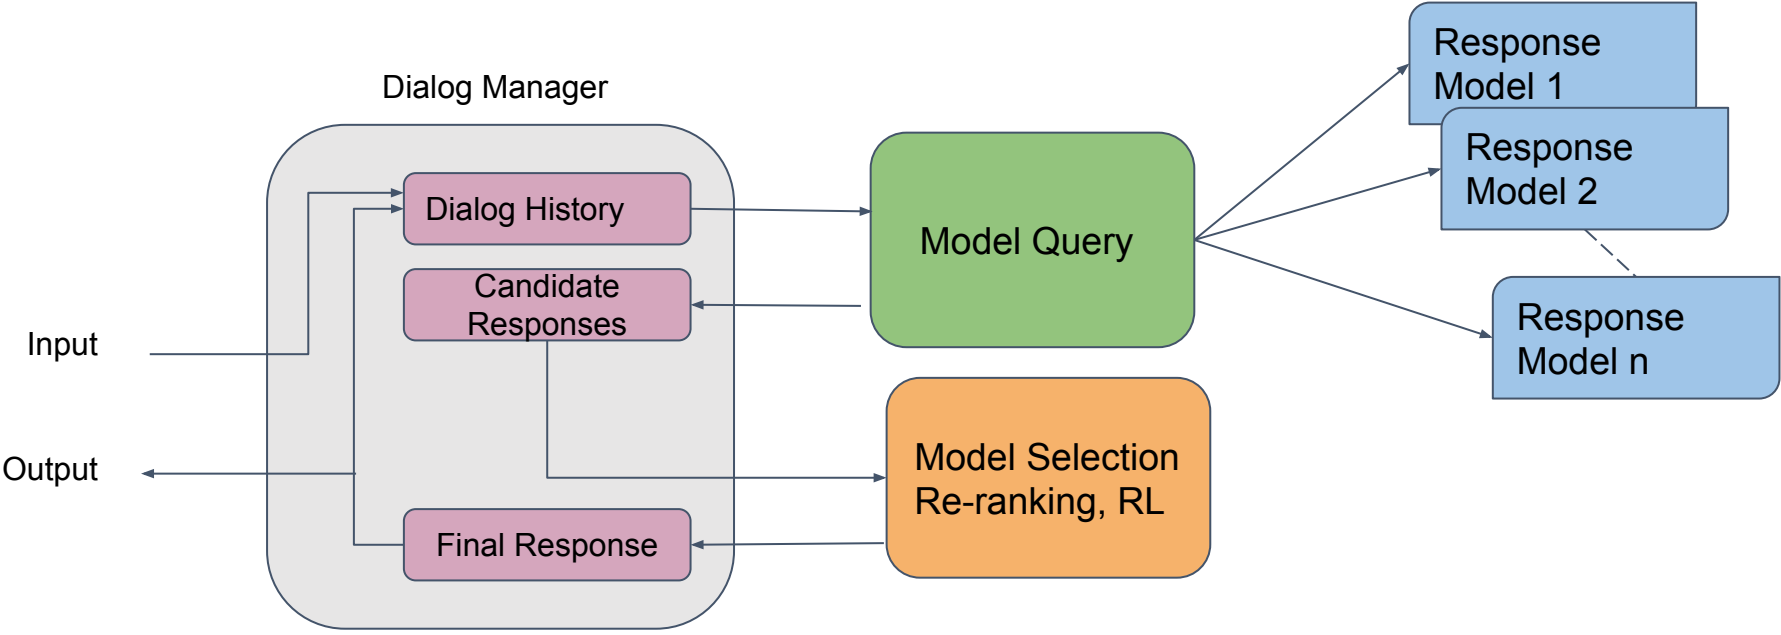 Dialog Manager
Dialog History
Candidate
Responses
Final Response
Input
Output
Model Query
Model Selection
Re-ranking, RL
Response
Model 1
Response
Model 2
Response
Model n